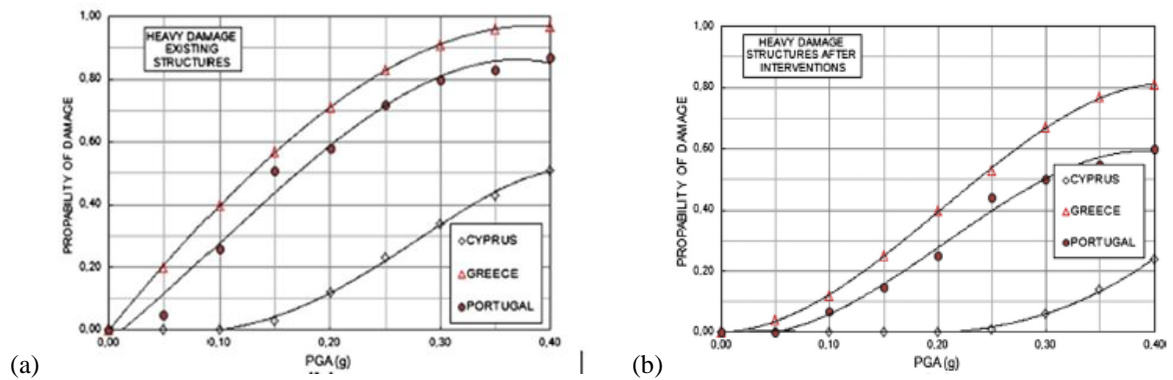 1,00
0,80
0,60
0,40
0,20
0,00
PROPABILITY OF DAMAGE
HEAVY DAMAGE
EXISTING
STRUCTURES
CYPRUS
GREECE
PORTUGAL
0,00
0,10
0,20
0,30
0,40
PGA (g)
(a)
1,00
0,80
0,60
0,40
0,20
0,00
PROPABILITY OF DAMAGE
HEAVY DAMAGE
STRUCTURES AFTER
INTERVENTIONS
CYPRUS
GREECE
PORTUGAL
0,00
0,10
0,20
0,30
0,40
PGA (g)
(b)